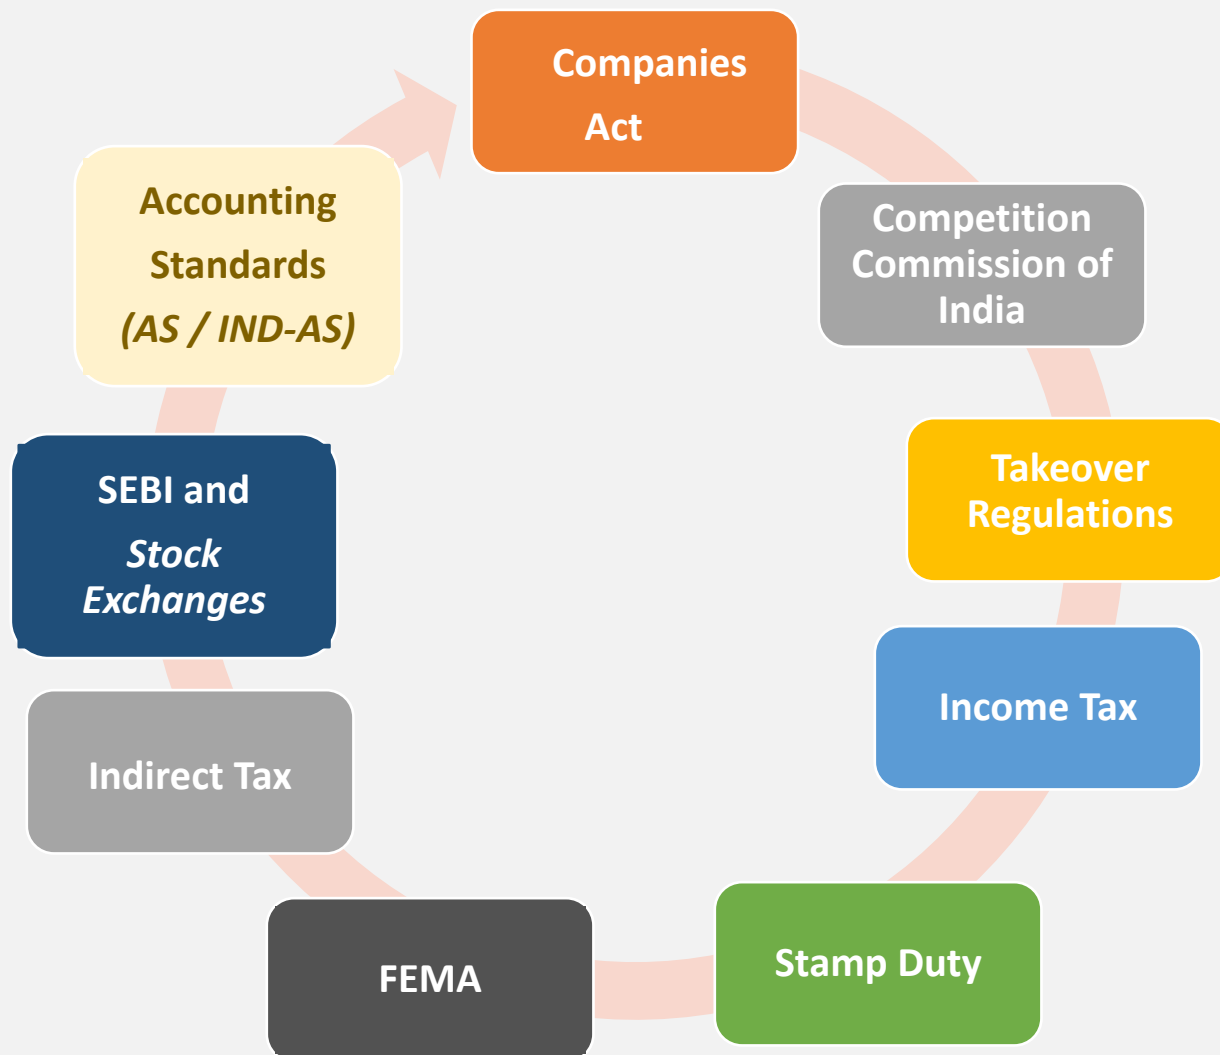 Companies
Act
Competition
Commission of
India
Takeover
Regulations
Income Tax
Stamp Duty
FEMA
Indirect Tax
SEBI and
Stock
Exchanges
Accounting
Standards
(AS / IND-AS)